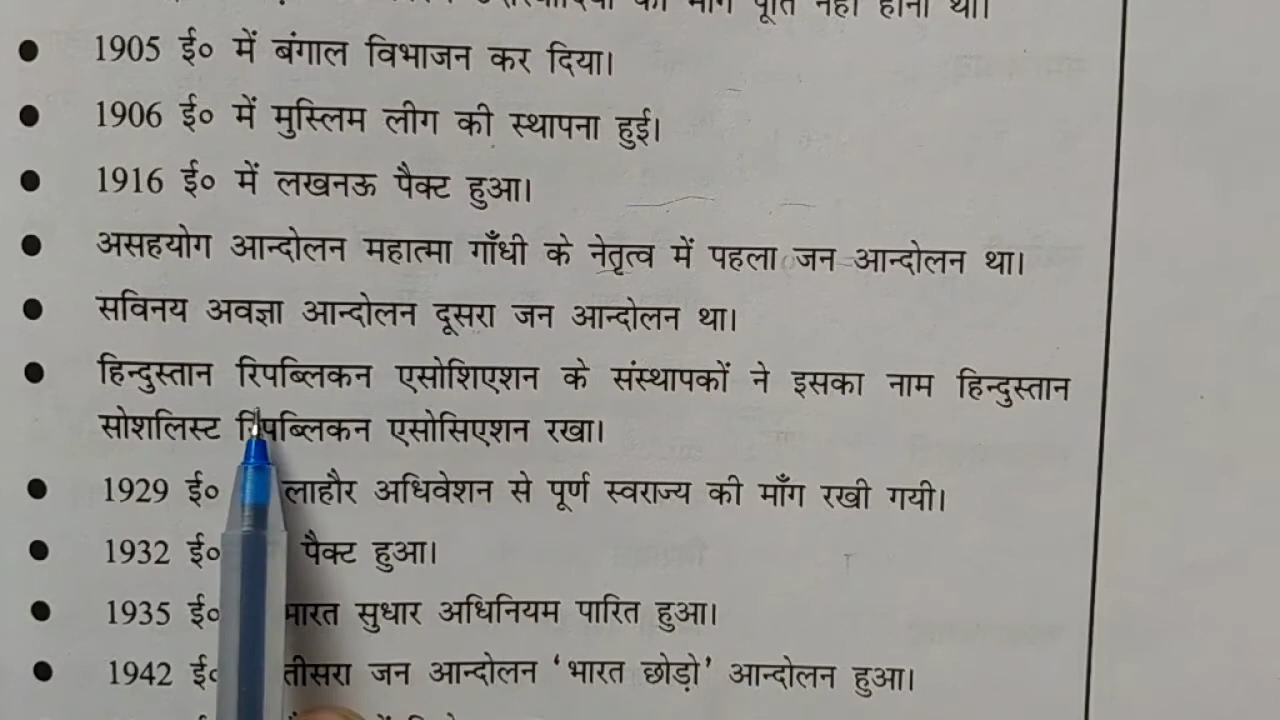 की माँग पूर्ति नहीं होनी थी।
● 1905 ई० में बंगाल विभाजन कर दिया।
● 1906 ई० में मुस्लिम लीग की स्थापना हुई।
● 1916 ई० में लखनऊ पैक्ट हुआ।
● असहयोग आन्दोलन महात्मा गाँधी के नेतृत्व में पहला जन आन्दोलन था।
● सविनय अवज्ञा आन्दोलन दूसरा जन आन्दोलन था।
● हिन्दुस्तान रिपब्लिकन एसोशिएशन के संस्थापकों ने इसका नाम हिन्दुस्तान
सोशलिस्ट रिपब्लिकन एसोसिएशन रखा।
● 1929 ई० लाहौर अधिवेशन से पूर्ण स्वराज्य की माँग रखी गयी।
● 1932 ई० पैक्ट हुआ।
● 1935 ई० भारत सुधार अधिनियम पारित हुआ।
● 1942 ई० तीसरा जन आन्दोलन ‘भारत छोड़ो’ आन्दोलन हुआ।